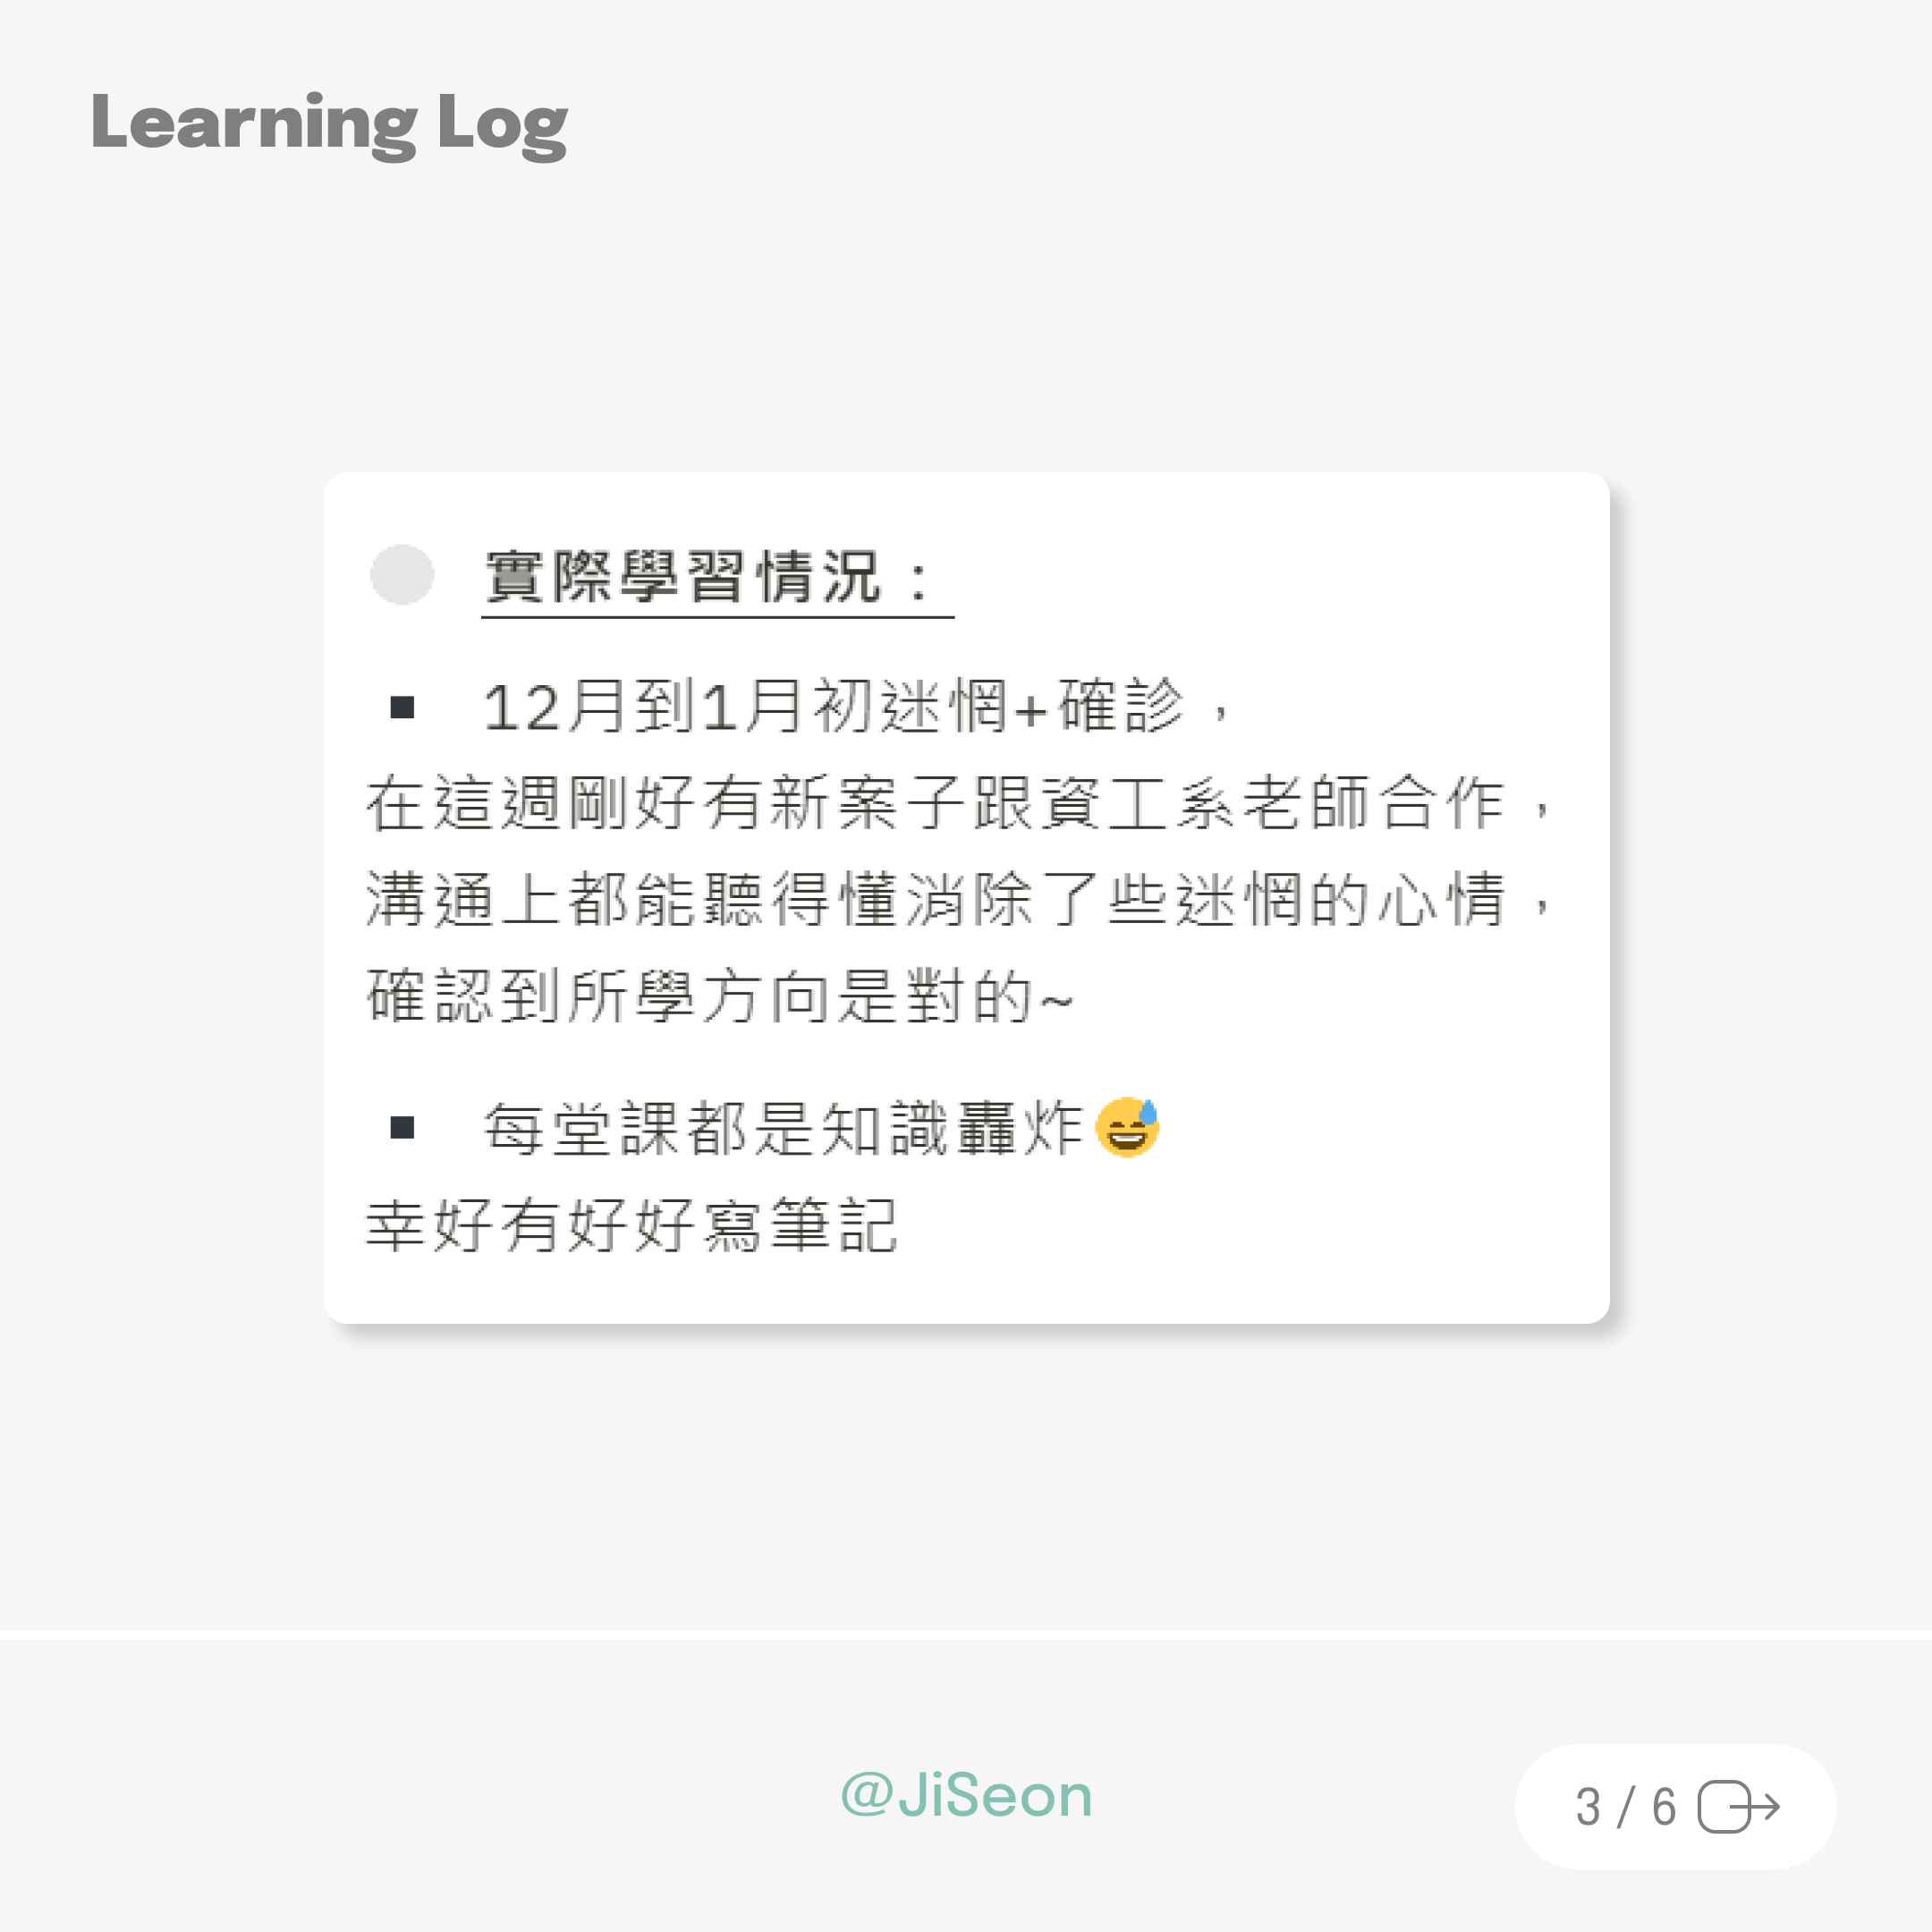 Learning Log
實際學習情況：
▪ 12月到1月初迷惘+確診，
在這週剛好有新案子跟資工系老師合作，
溝通上都能聽得懂消除了些迷惘的心情，
確認到所學方向是對的~
▪ 每堂課都是知識轟炸😅
幸好有好好寫筆記
@JiSeon
3 / 6